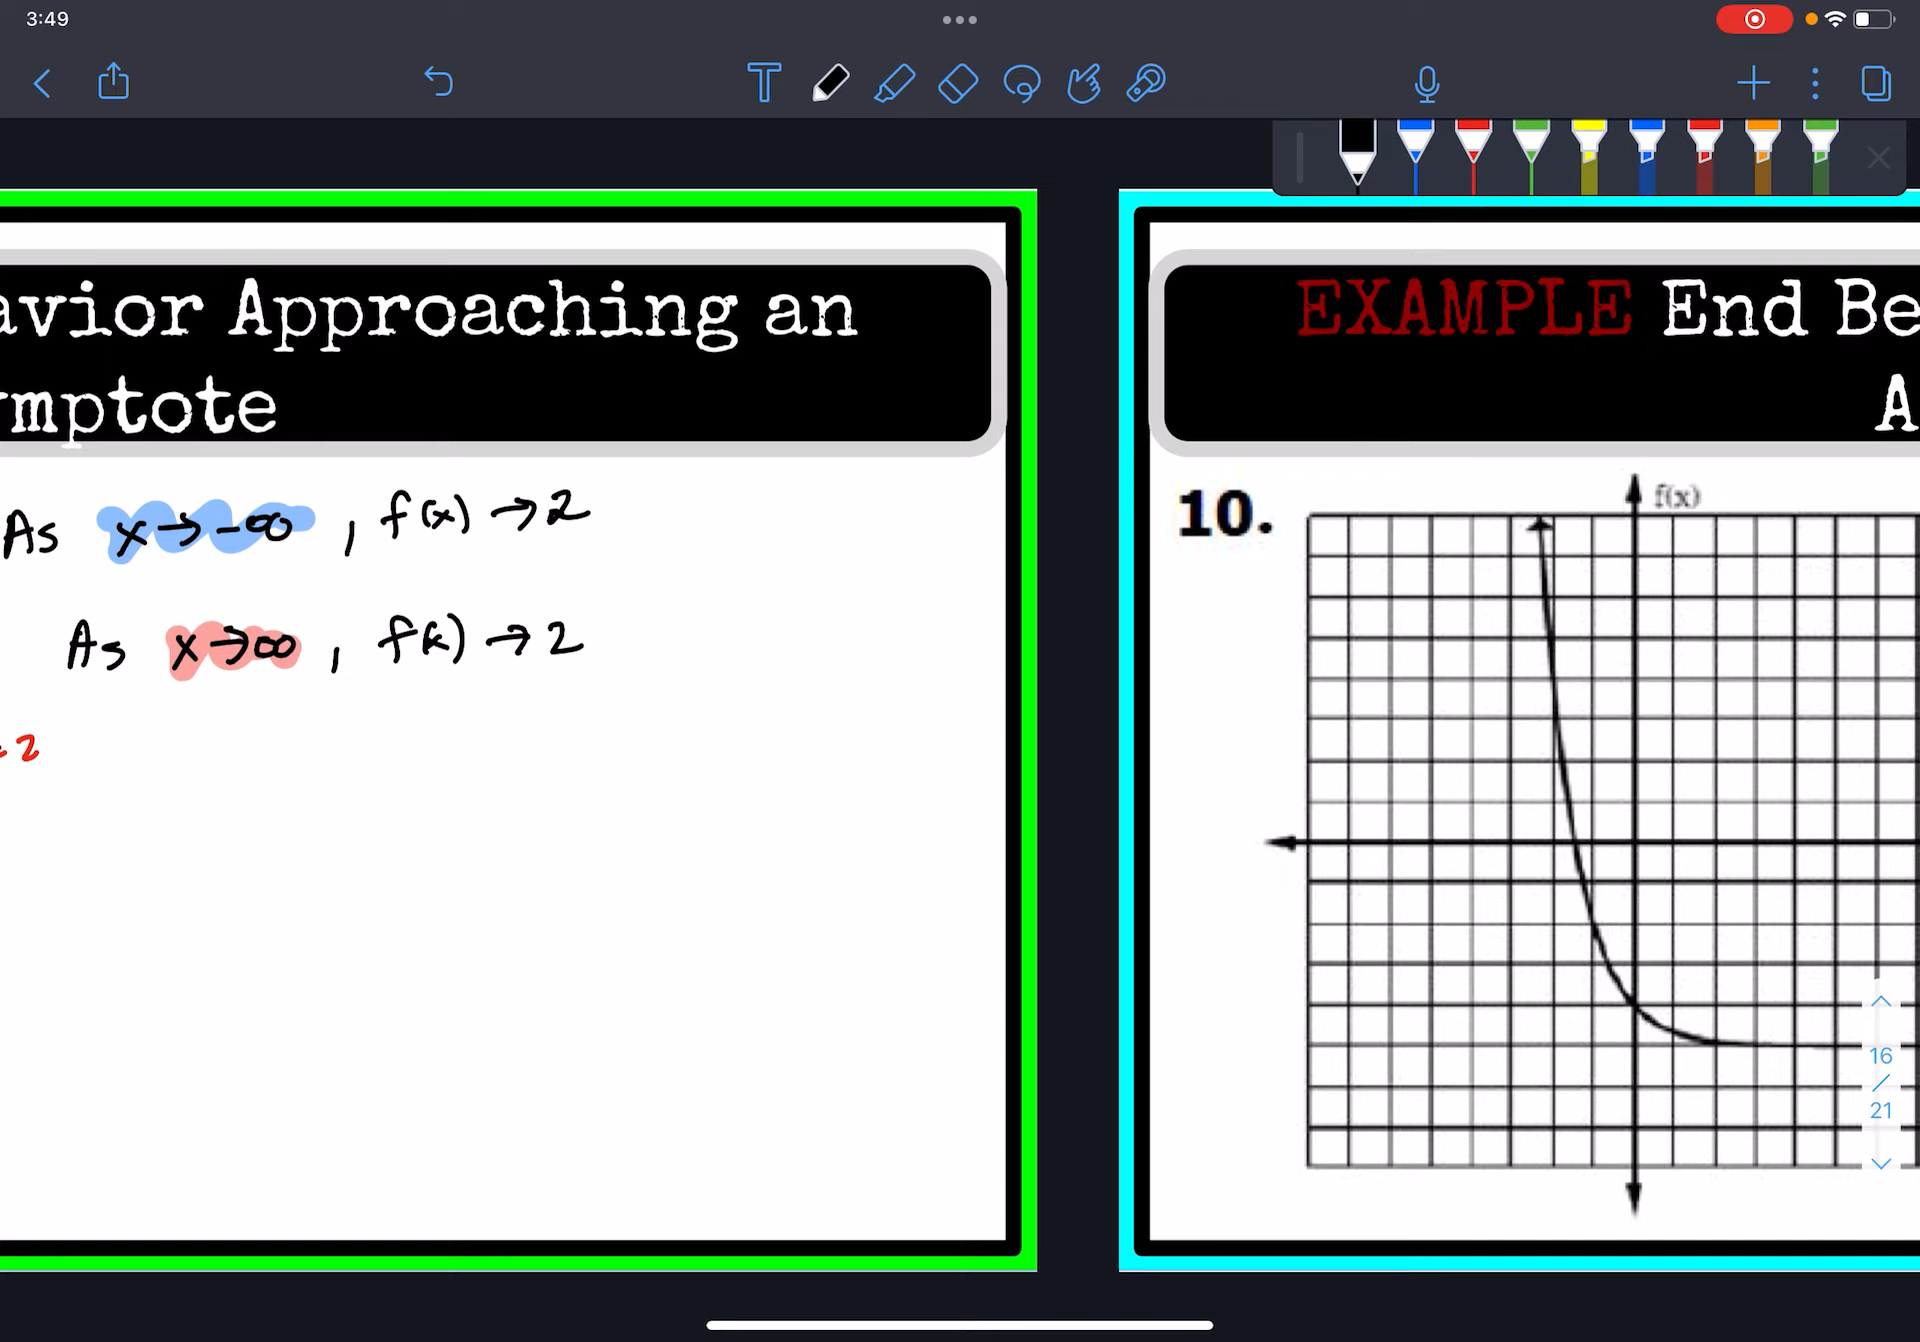 3:49
avior Approaching an
mptote
As x→-∞, f(x)→2
As x→∞, f(x)→2
= 2
EXAMPLE End Be
A
10.
f(x)
16
/
21